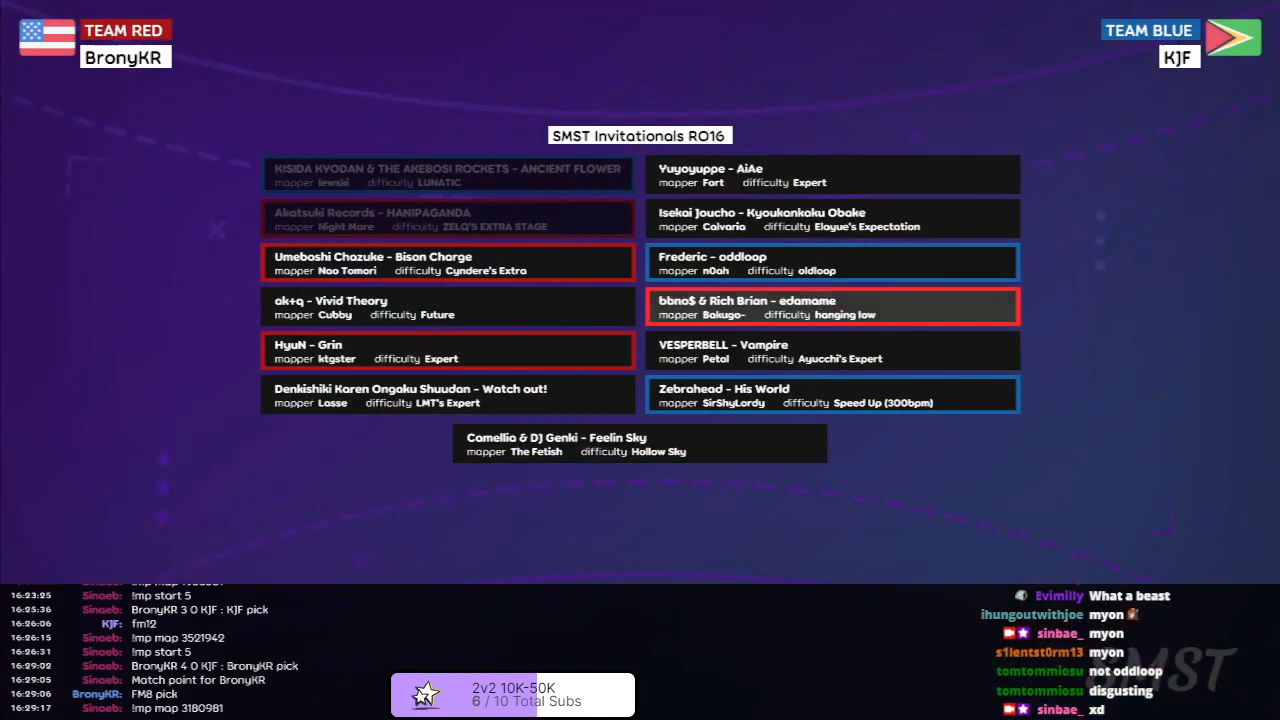 TEAM RED
BronyKR
TEAM BLUE
KJF
SMST Invitationals RO16
KISIDA KYODAN & THE AKEBOSI ROCKETS - ANCIENT FLOWER
mapper lewski difficulty LUNATIC
Yuyoyuppe - AiAe
mapper Fort difficulty Expert
Akatsuki Records - HANIPAGANDA
mapper Night Mare difficulty ZELQ'S EXTRA STAGE
Isekai Joucho - Kyoukankaku Obake
mapper Calvaria difficulty Elayue's Expectation
Umeboshi Chazuke - Bison Charge
mapper Nao Tomori difficulty Cyndere's Extra
Frederic - oddloop
mapper n0ah difficulty oldloop
ak+q - Vivid Theory
mapper Cubby difficulty Future
bbno$ & Rich Brian - edamame
mapper Bakugo- difficulty hanging low
HyuN - Grin
mapper ktgster difficulty Expert
VESPERBELL - Vampire
mapper Petal difficulty Ayucchi's Expert
Denkishiki Karen Ongaku Shuudan - Watch out!
mapper Lasse difficulty LMT's Expert
Zebrahead - His World
mapper SirShyLordy difficulty Speed Up (300bpm)
Camellia & DJ Genki - Feelin Sky
mapper The Fetish difficulty Hollow Sky
16:23:25 Sinaeb: !mp start 5
16:25:36 Sinaeb: BronyKR 3 0 KJF : KJF pick
16:26:06 KJF: fm12
16:26:15 Sinaeb: !mp map 3521942
16:26:31 Sinaeb: !mp start 5
16:29:02 Sinaeb: BronyKR 4 0 KJF : BronyKR pick
16:29:05 Sinaeb: Match point for BronyKR
16:29:06 BronyKR: FM8 pick
16:29:17 Sinaeb: !mp map 3180981
2v2 10K-50K
6 / 10 Total Subs
Evimilly What a beast
ihungoutwithjoe myon
sinbae_ myon
s1lentst0rm13 myon
tomtommiosu not oddloop
tomtommiosu disgusting
sinbae_ xd
SMST